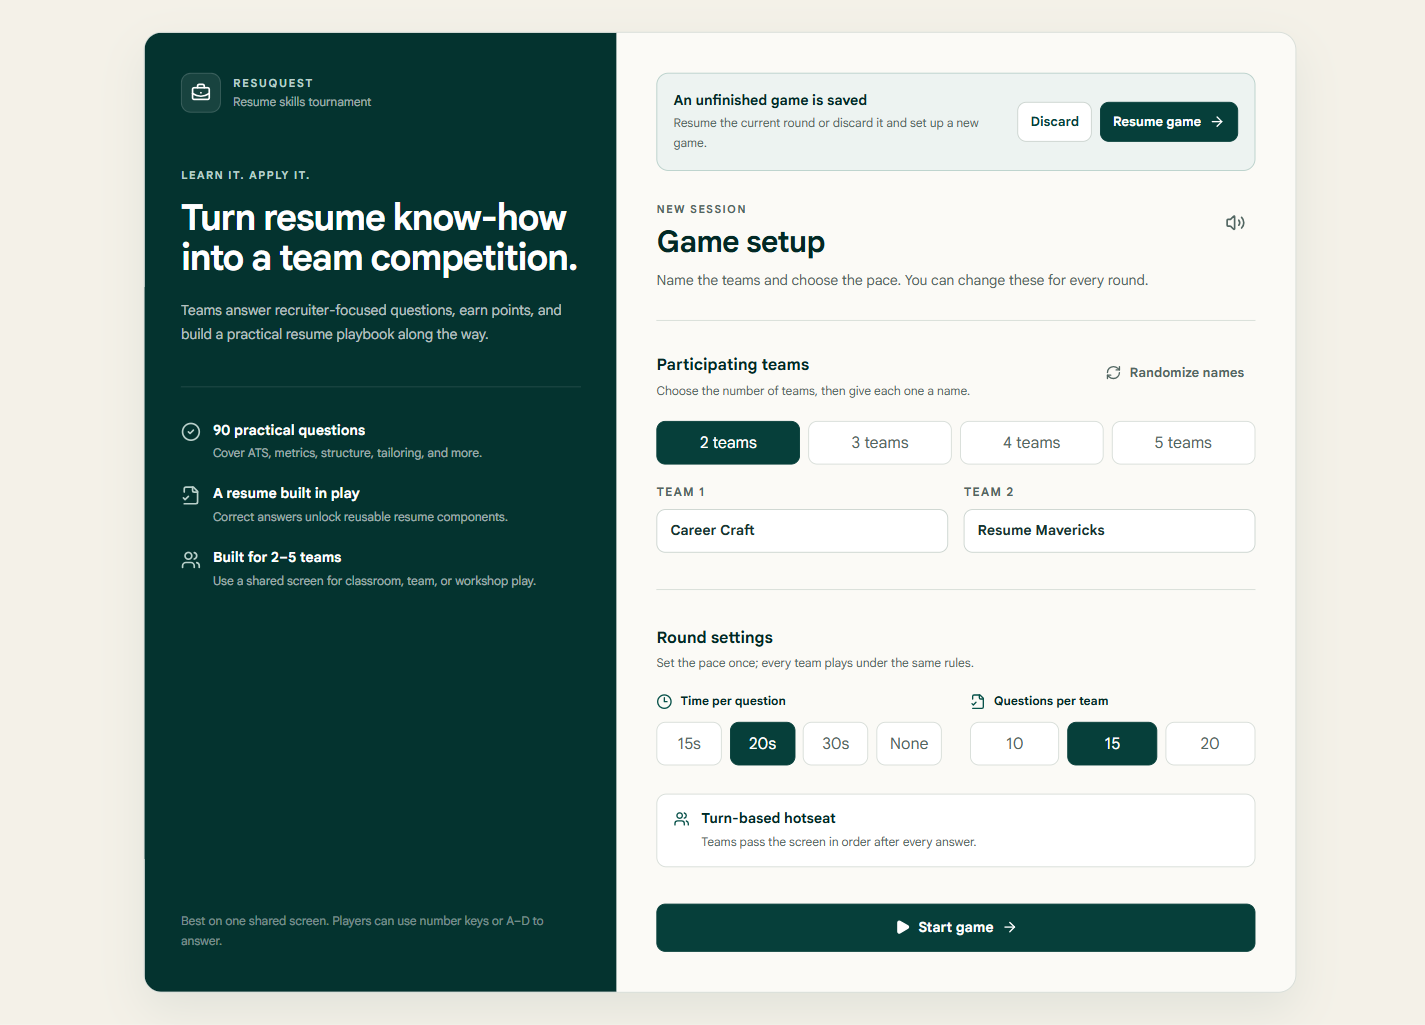 RESUQUEST
Resume skills tournament
LEARN IT. APPLY IT.
Turn resume know-how
into a team competition.
Teams answer recruiter-focused questions, earn points, and
build a practical resume playbook along the way.
90 practical questions
Cover ATS, metrics, structure, tailoring, and more.
A resume built in play
Correct answers unlock reusable resume components.
Built for 2–5 teams
Use a shared screen for classroom, team, or workshop play.
Best on one shared screen. Players can use number keys or A–D to
answer.
An unfinished game is saved
Resume the current round or discard it and set up a new
game.
Discard
Resume game
NEW SESSION
Game setup
Name the teams and choose the pace. You can change these for every round.
Participating teams
Choose the number of teams, then give each one a name.
Randomize names
2 teams
3 teams
4 teams
5 teams
TEAM 1
TEAM 2
Career Craft
Resume Mavericks
Round settings
Set the pace once; every team plays under the same rules.
Time per question
15s
20s
30s
None
Questions per team
10
15
20
Turn-based hotseat
Teams pass the screen in order after every answer.
Start game